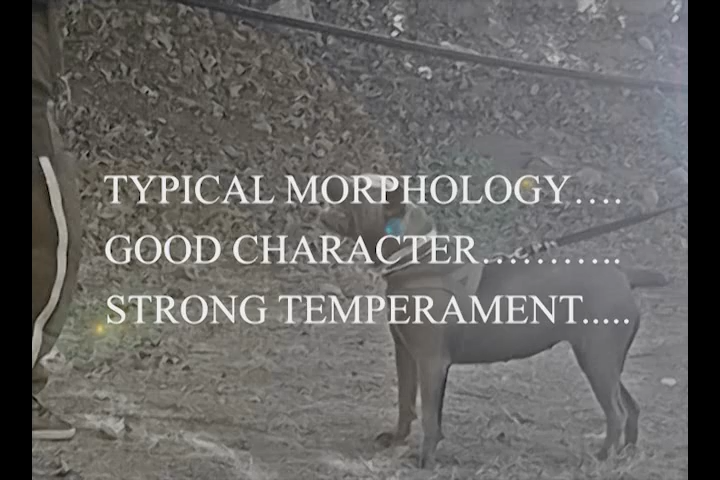 TYPICAL MORPHOLOGY....
GOOD CHARACTER...........
STRONG TEMPERAMENT.....